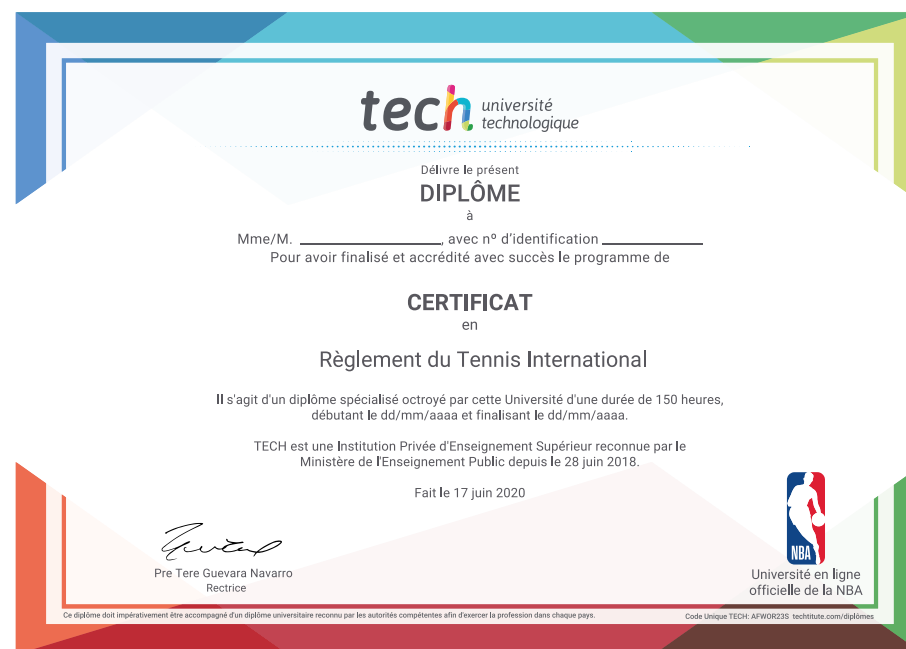 tech université
technologique
Délivre le présent
DIPLÔME
à
Mme/M. ____________________, avec nº d'identification ______________
Pour avoir finalisé et accrédité avec succès le programme de
CERTIFICAT
en
Règlement du Tennis International
Il s'agit d'un diplôme spécialisé octroyé par cette Université d'une durée de 150 heures,
débutant le dd/mm/aaaa et finalisant le dd/mm/aaaa.
TECH est une Institution Privée d'Enseignement Supérieur reconnue par le
Ministère de l'Enseignement Public depuis le 28 juin 2018.
Fait le 17 juin 2020
Pre Tere Guevara Navarro
Rectrice
NBA
Université en ligne
officielle de la NBA
Ce diplôme doit impérativement être accompagné d'un diplôme universitaire reconnu par les autorités compétentes afin d'exercer la profession dans chaque pays.
Code Unique TECH: AFWOR23S techtitute.com/diplômes